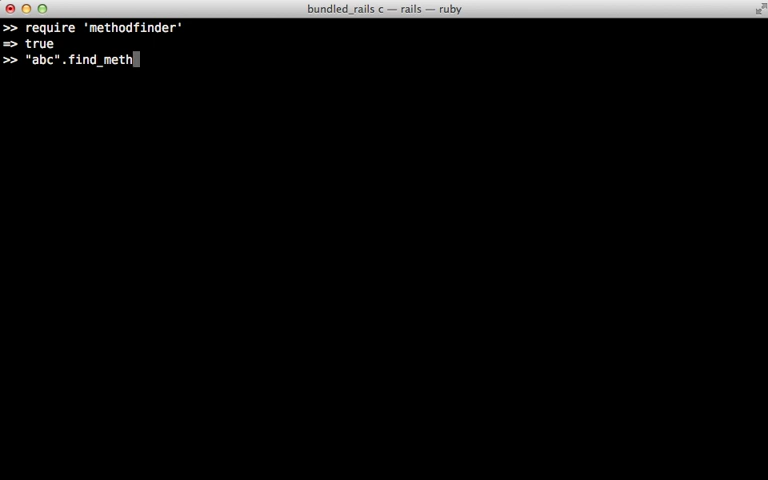 bundled_rails c — rails — ruby
>> require 'methodfinder'
=> true
>> "abc".find_meth